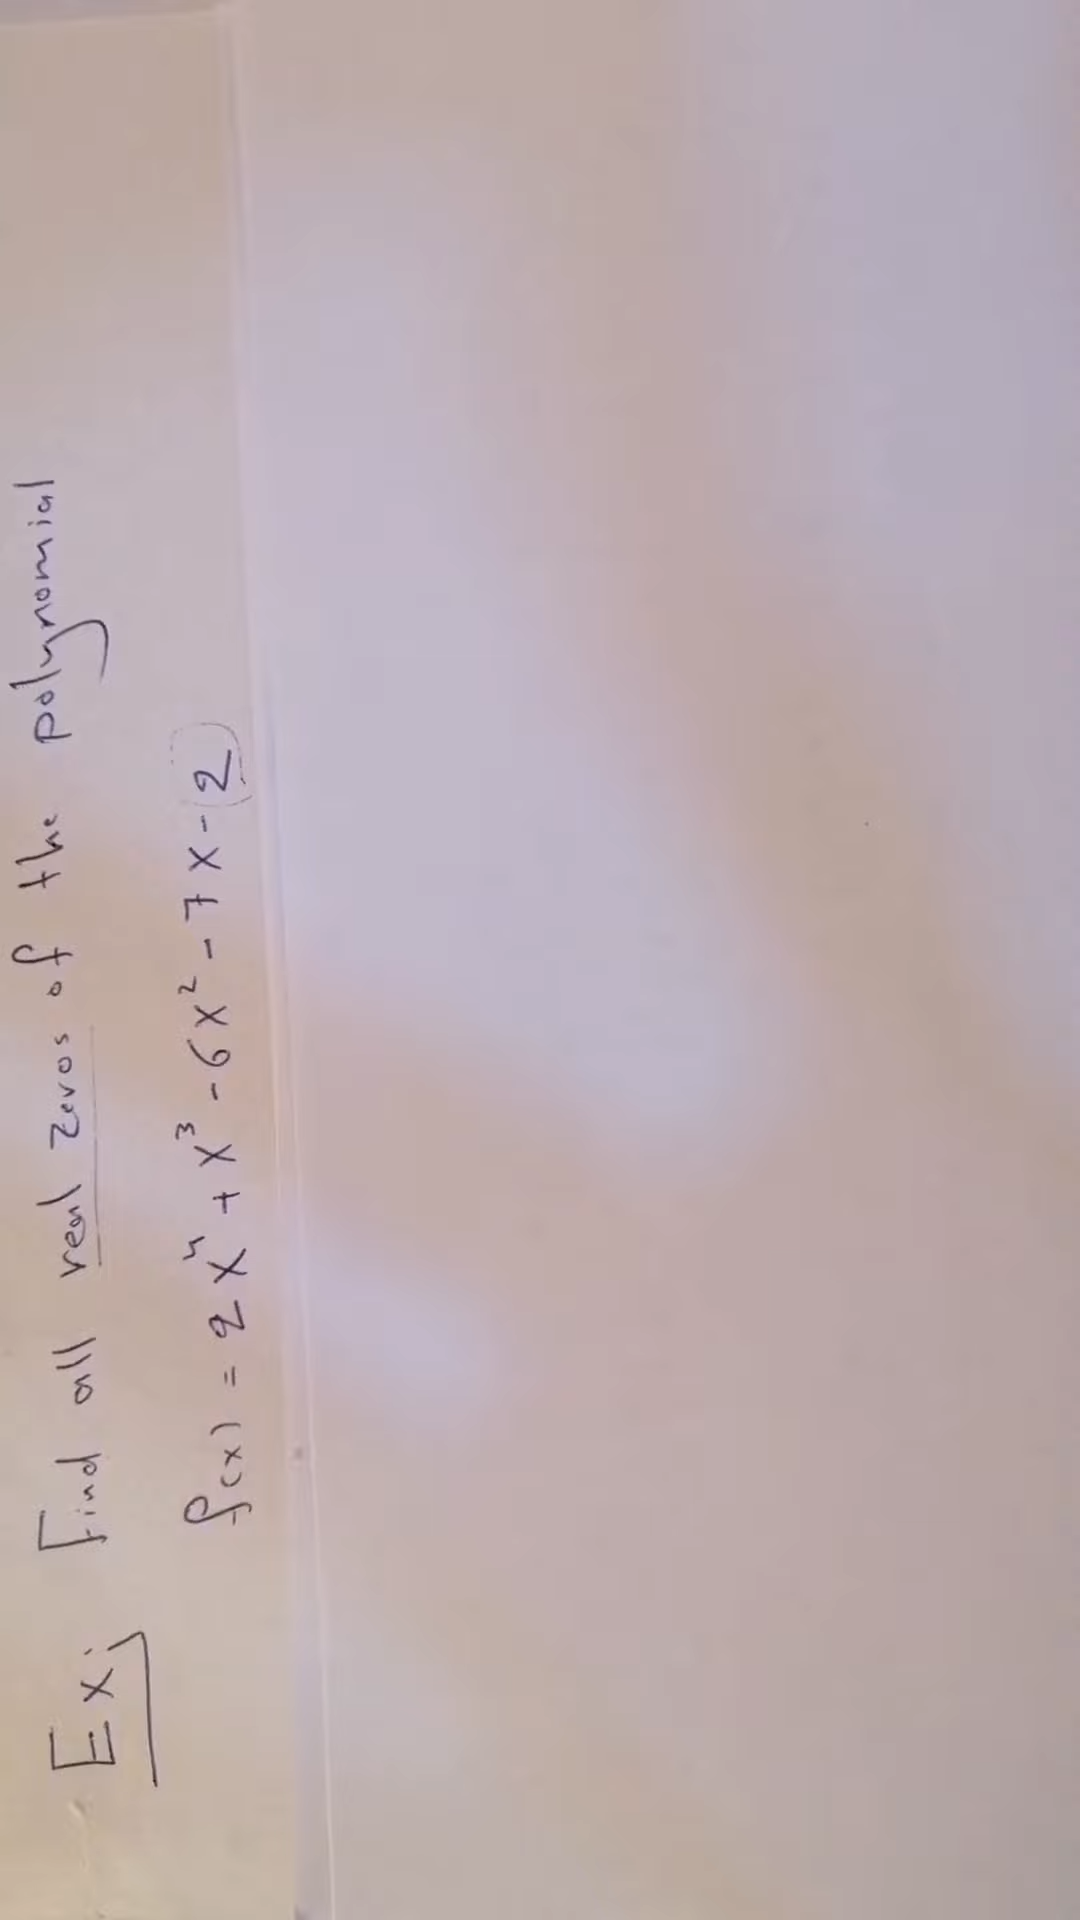 Ex: Find all real zeros of the polynomial
f(x) = 2x⁴ + x³ - 6x² - 7x - 2